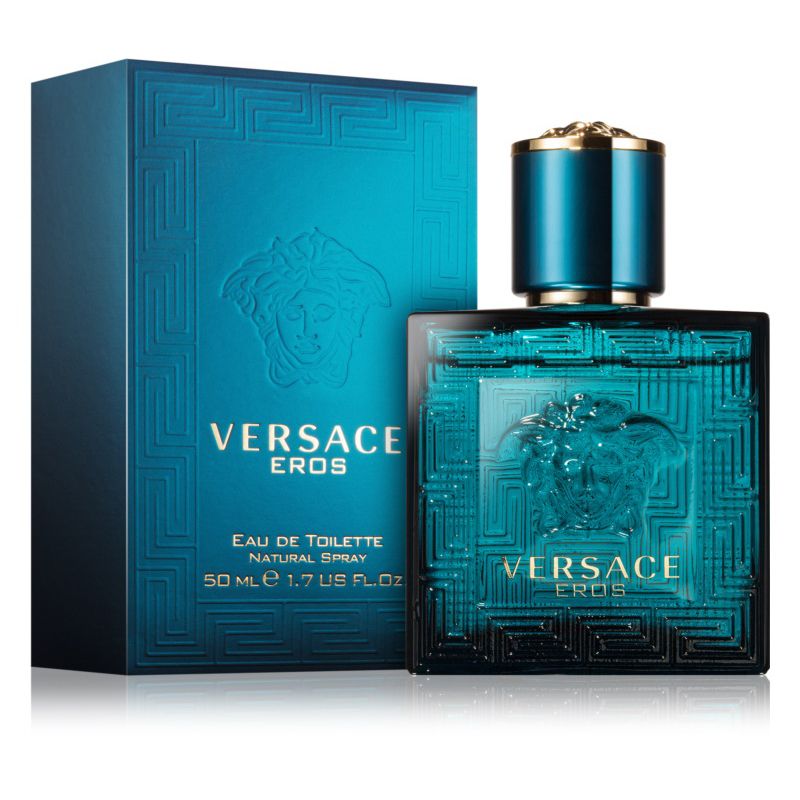 VERSACE
EROS
EAU DE TOILETTE
NATURAL SPRAY
50 ML ℮ 1.7 US FL.OZ
VERSACE
EROS